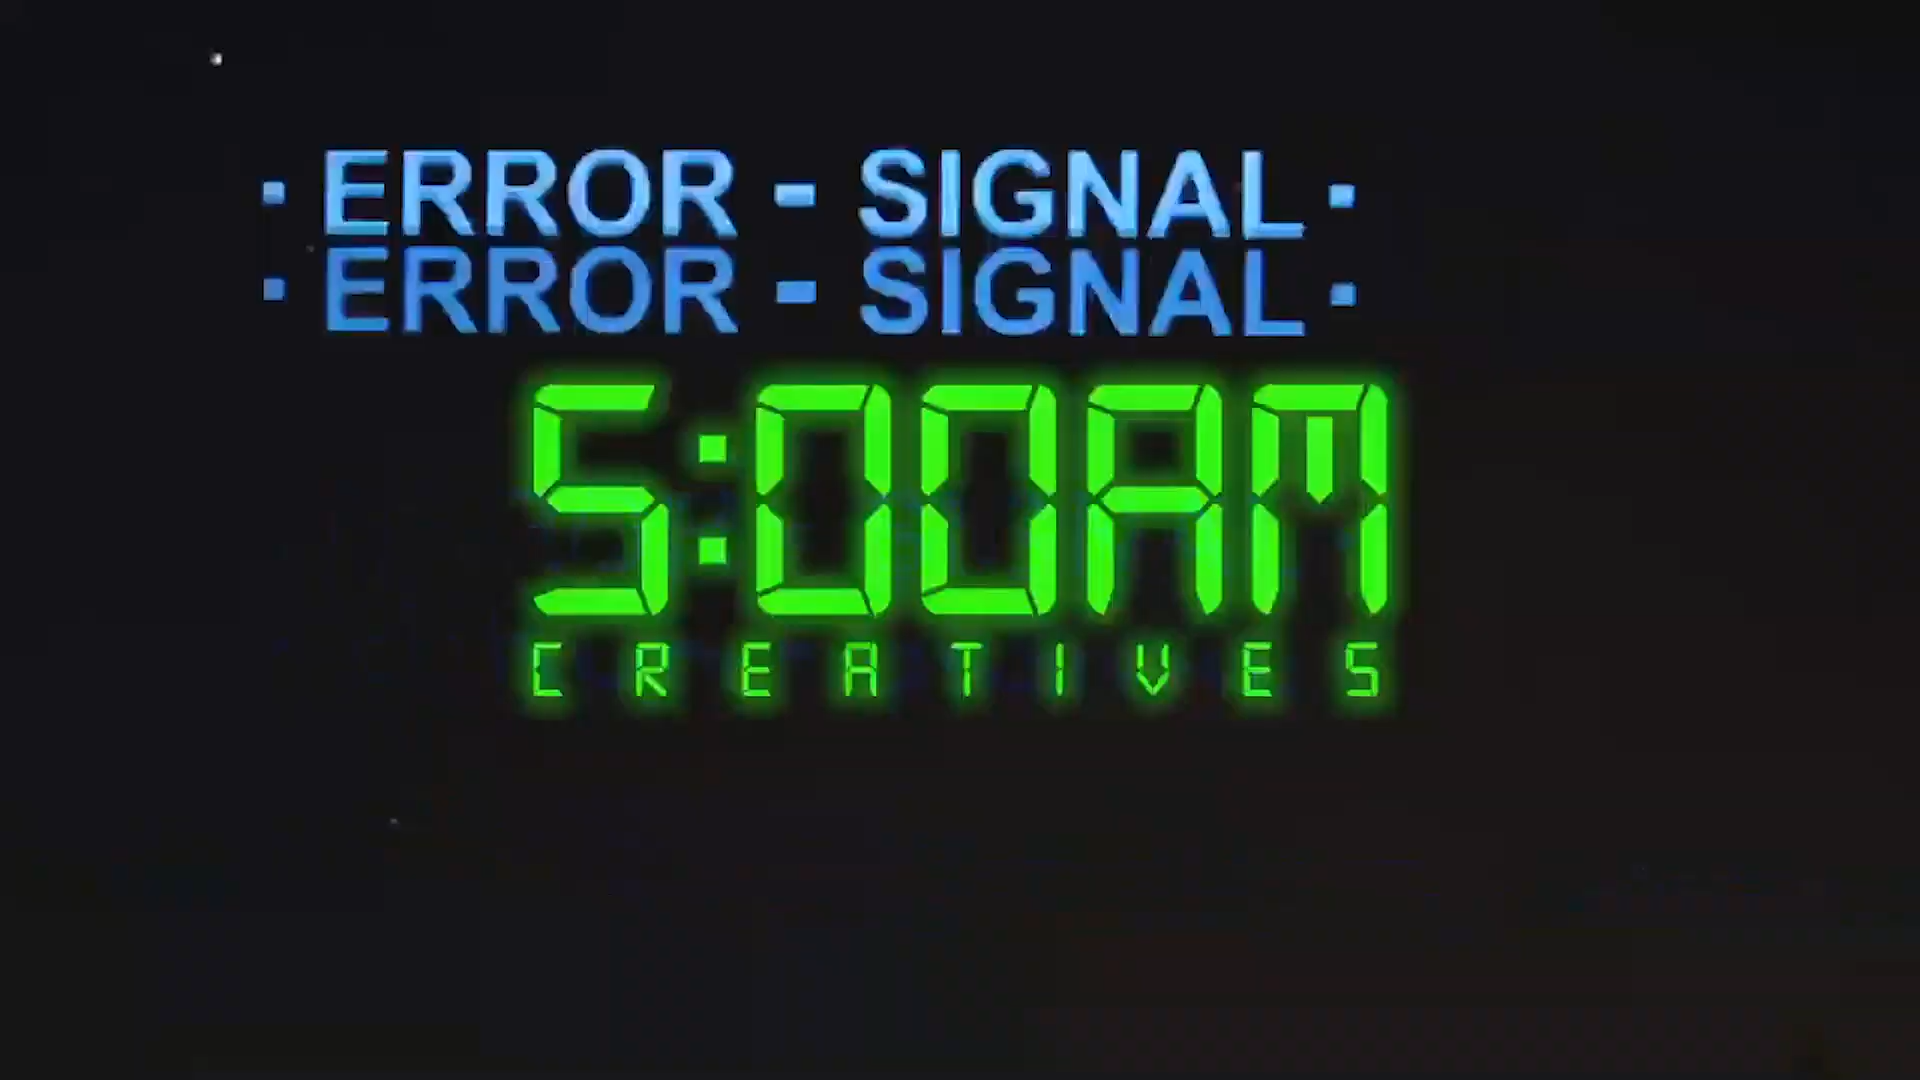 · ERROR - SIGNAL ·
· ERROR - SIGNAL ·
5:00AM
CREATIVES